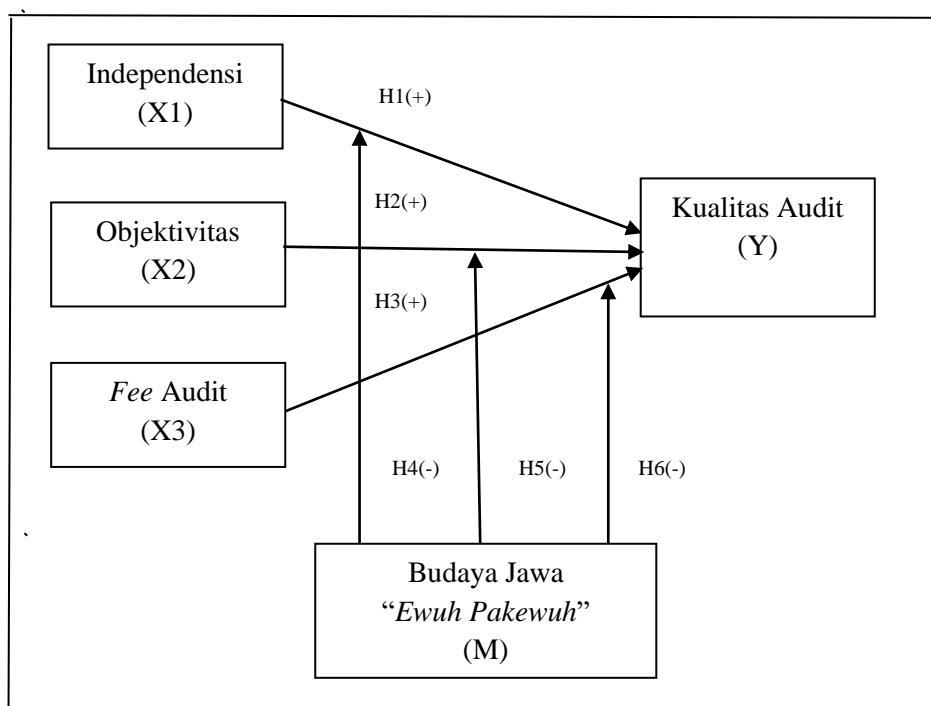 Independensi
(X1)
H1(+)
H2(+)
Kualitas Audit
(Y)
Objektivitas
(X2)
H3(+)
Fee Audit
(X3)
H4(-)
H5(-)
H6(-)
Budaya Jawa
“Ewuh Pakewuh”
(M)